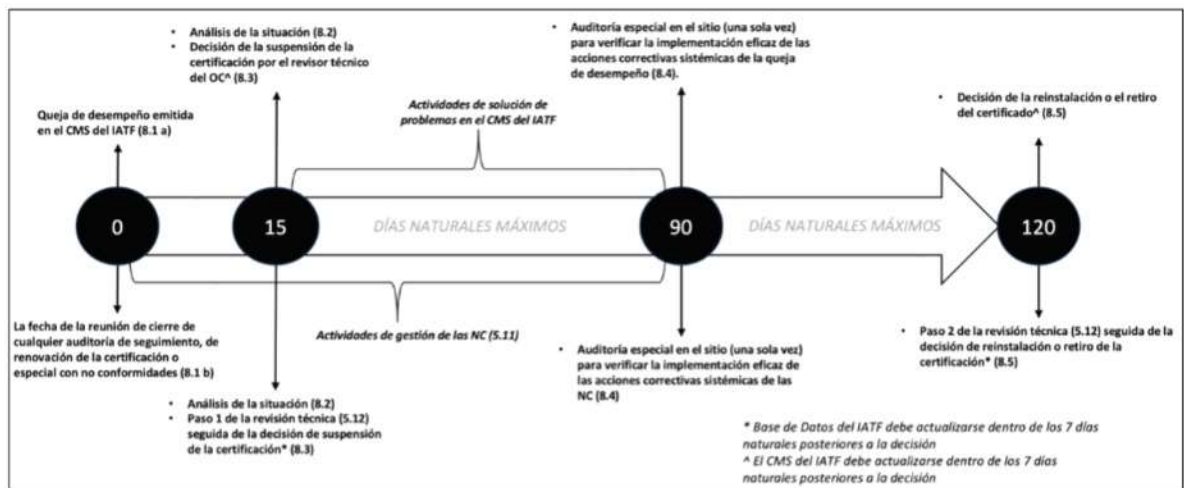 • Análisis de la situación (8.2)
• Decisión de la suspensión de la
certificación por el revisor técnico
del OC^ (8.3)
• Auditoría especial en el sitio (una sola vez)
para verificar la implementación eficaz de las
acciones correctivas sistémicas de la queja
de desempeño (8.4).
Queja de desempeño emitida
en el CMS del IATF (8.1 a)
Actividades de solución de
problemas en el CMS del IATF
• Decisión de la reinstalación o el retiro
del certificado^ (8.5)
0
15
DÍAS NATURALES MÁXIMOS
90
DÍAS NATURALES MÁXIMOS
120
La fecha de la reunión de cierre de
cualquier auditoría de seguimiento, de
renovación de la certificación o
especial con no conformidades (8.1 b)
Actividades de gestión de las NC (5.11)
• Análisis de la situación (8.2)
• Paso 1 de la revisión técnica (5.12)
seguida de la decisión de suspensión
de la certificación* (8.3)
• Auditoría especial en el sitio (una sola vez)
para verificar la implementación eficaz de
las acciones correctivas sistémicas de las
NC (8.4)
• Paso 2 de la revisión técnica (5.12) seguida de la
decisión de reinstalación o retiro de la
certificación* (8.5)
* Base de Datos del IATF debe actualizarse dentro de los 7 días
naturales posteriores a la decisión
^ El CMS del IATF debe actualizarse dentro de los 7 días
naturales posteriores a la decisión